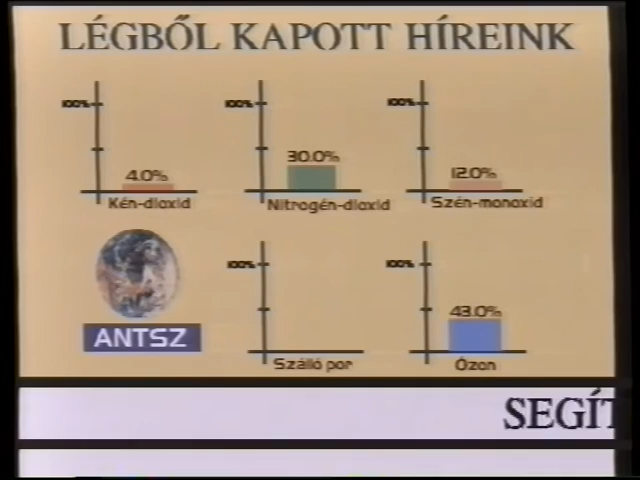 LÉGBŐL KAPOTT HÍREINK
100%
4.0%
Kén-dioxid
100%
30.0%
Nitrogén-dioxid
100%
12.0%
Szén-monoxid
ANTSZ
100%
Szálló por
100%
43.0%
Ózon
SEGÍT